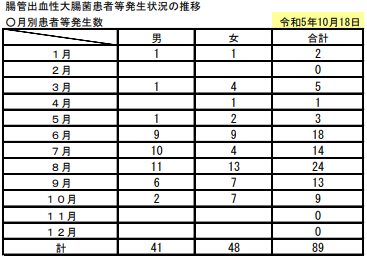 腸管出血性大腸菌患者等発生状況の推移
○月別患者等発生数 令和5年10月18日
男 女 合計
1月 1 1 2
2月 0
3月 1 4 5
4月 1 1
5月 1 2 3
6月 9 9 18
7月 10 4 14
8月 11 13 24
9月 6 7 13
10月 2 7 9
11月 0
12月 0
計 41 48 89